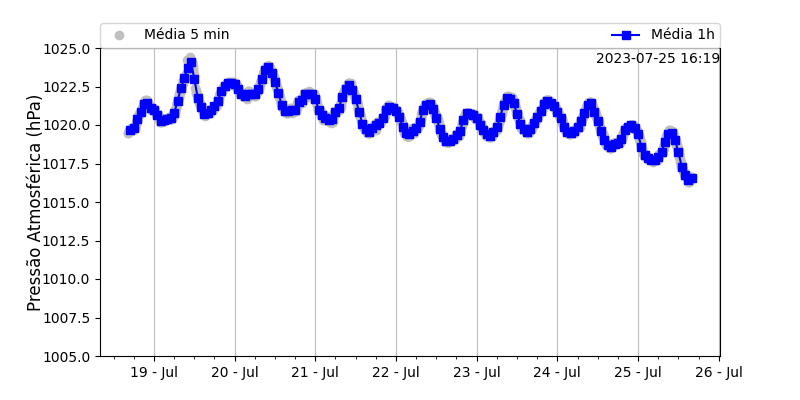 Média 5 min
Média 1h
2023-07-25 16:19
Pressão Atmosférica (hPa)
1025.0
1022.5
1020.0
1017.5
1015.0
1012.5
1010.0
1007.5
1005.0
19 - Jul
20 - Jul
21 - Jul
22 - Jul
23 - Jul
24 - Jul
25 - Jul
26 - Jul